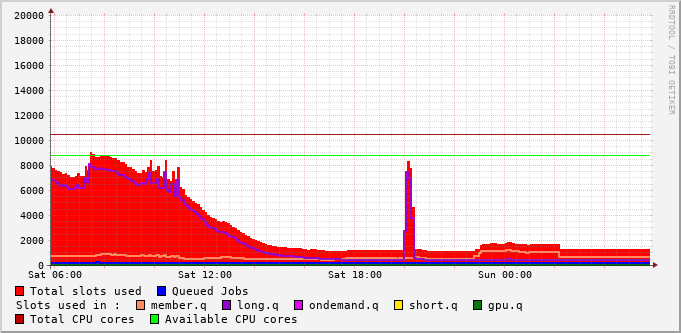 RRDTOOL / TOBI OETIKER
20000
18000
16000
14000
12000
10000
8000
6000
4000
2000
0
Sat 06:00 Sat 12:00 Sat 18:00 Sun 00:00
Total slots used Queued Jobs
Slots used in : member.q long.q ondemand.q short.q gpu.q
Total CPU cores Available CPU cores